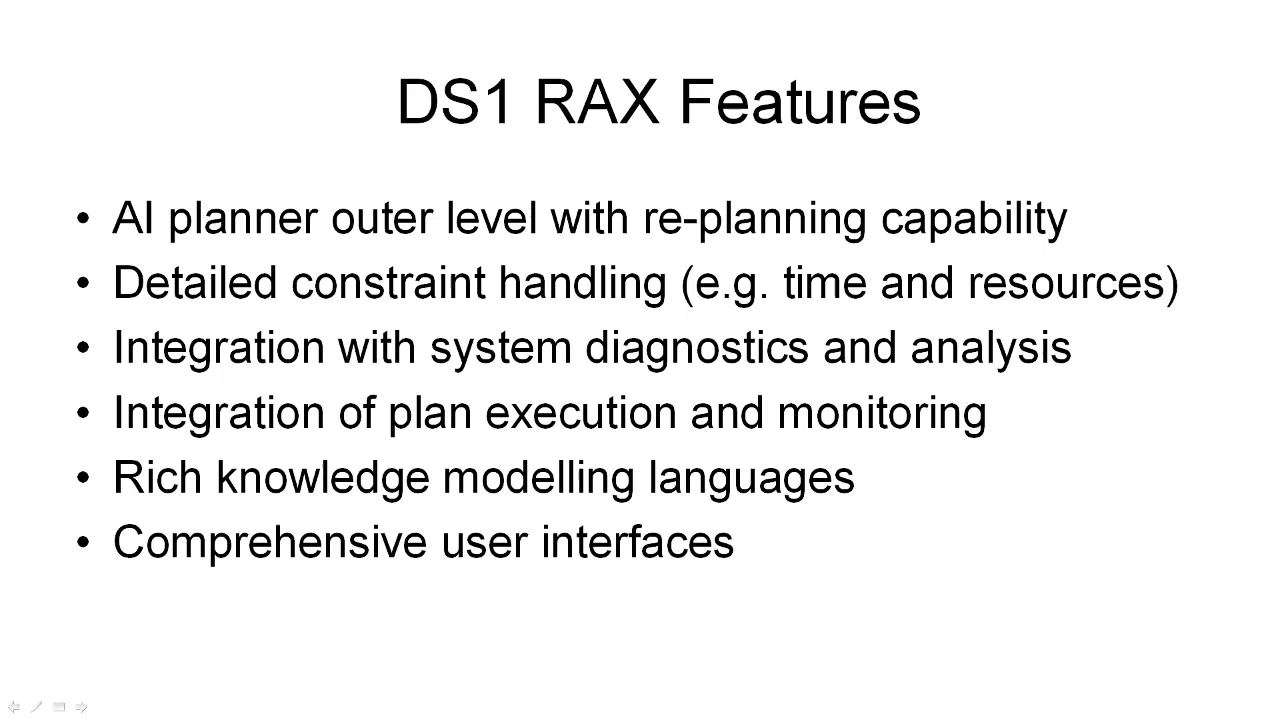 DS1 RAX Features
• AI planner outer level with re-planning capability
• Detailed constraint handling (e.g. time and resources)
• Integration with system diagnostics and analysis
• Integration of plan execution and monitoring
• Rich knowledge modelling languages
• Comprehensive user interfaces